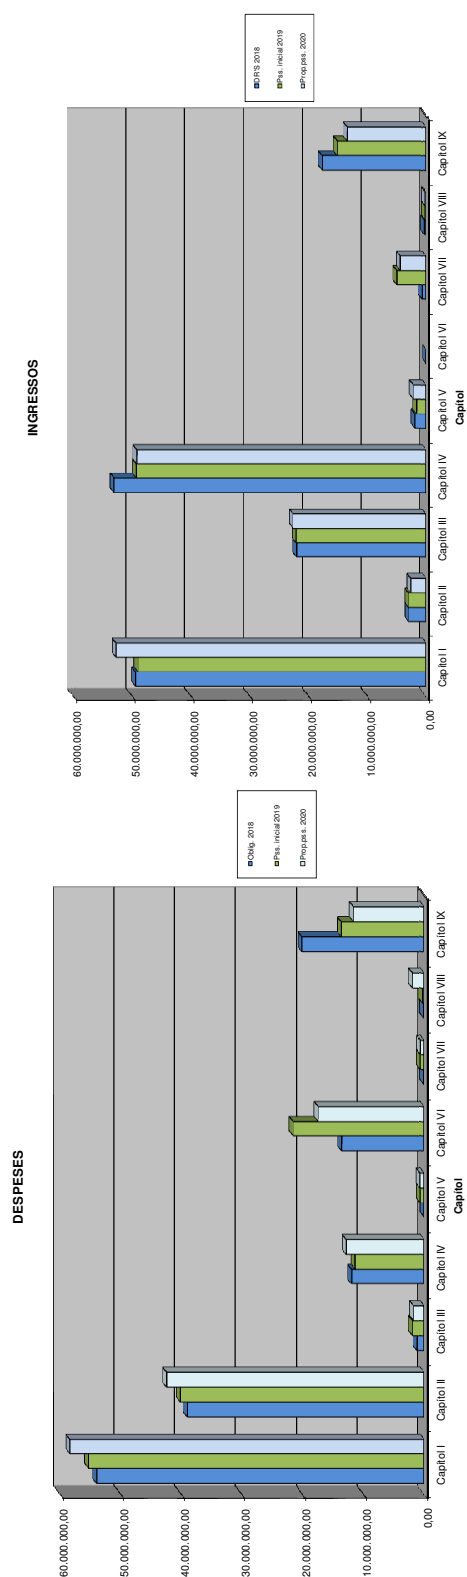 DESPESES
60.000.000,00
50.000.000,00
40.000.000,00
30.000.000,00
20.000.000,00
10.000.000,00
0,00
Capítol I
Capítol II
Capítol III
Capítol IV
Capítol V
Capítol VI
Capítol VII
Capítol VIII
Capítol IX
Capítol
Oblig. 2018
Pss. inicial 2019
Prop.pss. 2020
INGRESSOS
60.000.000,00
50.000.000,00
40.000.000,00
30.000.000,00
20.000.000,00
10.000.000,00
0,00
Capítol I
Capítol II
Capítol III
Capítol IV
Capítol V
Capítol VI
Capítol VII
Capítol VIII
Capítol IX
Capítol
DR'S 2018
Pss. inicial 2019
Prop.pss. 2020